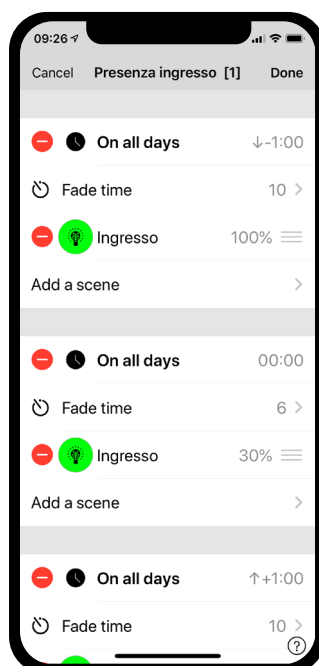 09:26
Cancel Presenza ingresso [1] Done
On all days ↓-1:00
Fade time 10 >
Ingresso 100%
Add a scene >
On all days 00:00
Fade time 6 >
Ingresso 30%
Add a scene >
On all days ↑+1:00
Fade time 10 >
?